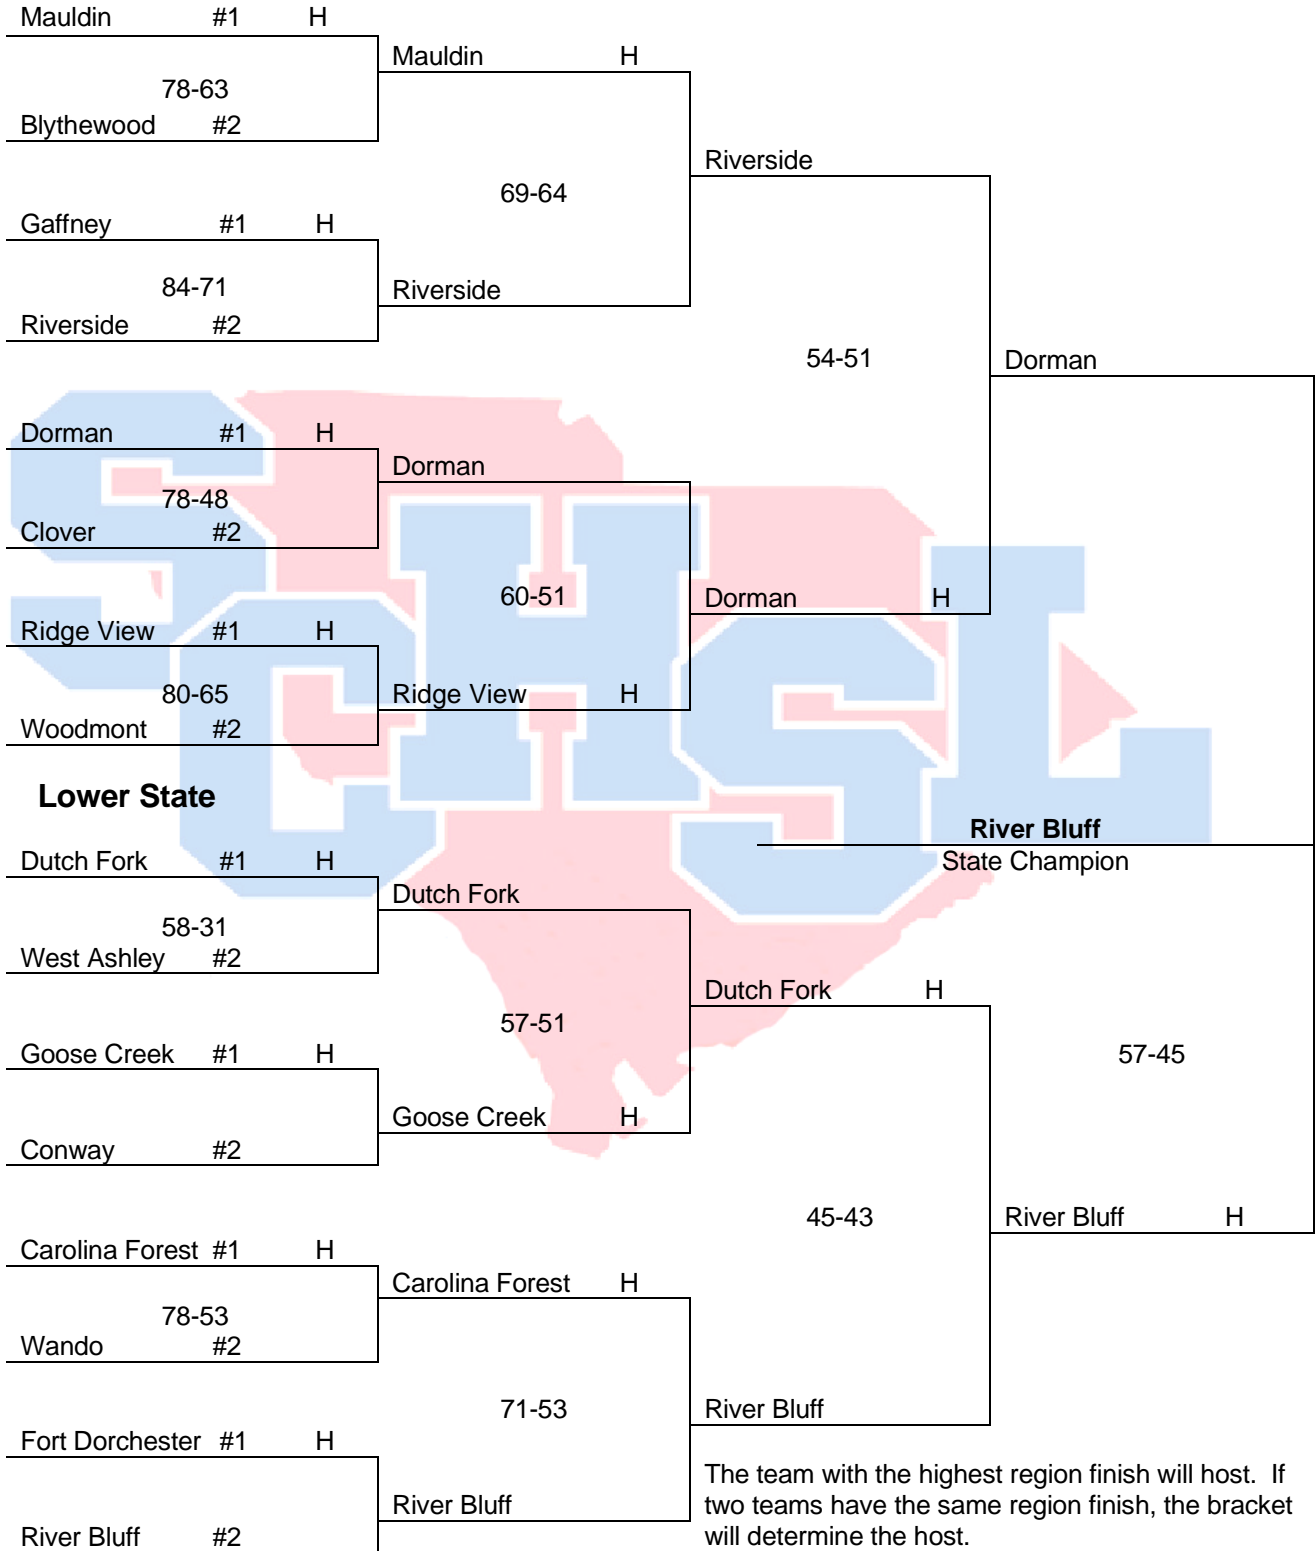 Mauldin #1 H
Mauldin H
78-63
Blythewood #2
Riverside
69-64
Gaffney #1 H
84-71
Riverside
Riverside #2
54-51
Dorman
Dorman #1 H
Dorman
78-48
Clover #2
60-51
Dorman H
Ridge View #1 H
80-65
Ridge View H
Woodmont #2
Lower State
River Bluff
State Champion
Dutch Fork #1 H
Dutch Fork
58-31
West Ashley #2
Dutch Fork H
57-51
Goose Creek #1 H
57-45
Goose Creek H
Conway #2
45-43
River Bluff H
Carolina Forest #1 H
Carolina Forest H
78-53
Wando #2
71-53
River Bluff
Fort Dorchester #1 H
River Bluff
River Bluff #2
The team with the highest region finish will host. If
two teams have the same region finish, the bracket
will determine the host.
SCHSL